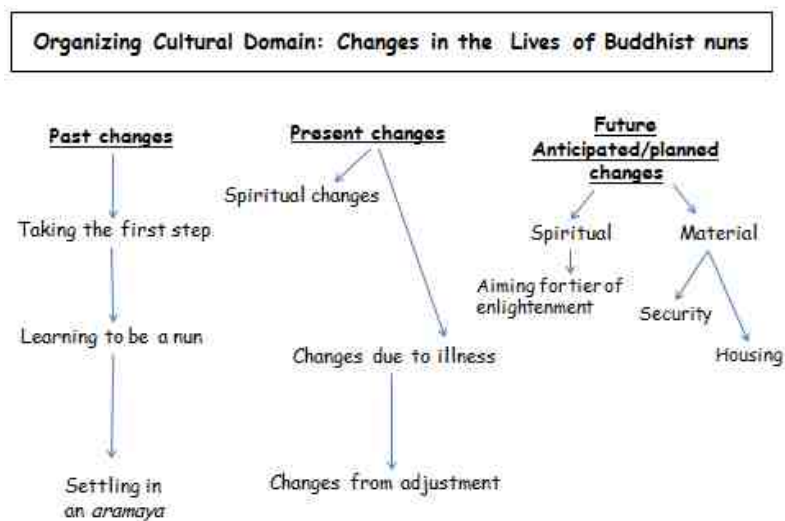 Organizing Cultural Domain: Changes in the Lives of Buddhist nuns
Past changes
Taking the first step
Learning to be a nun
Settling in
an aramaya
Present changes
Spiritual changes
Changes due to illness
Changes from adjustment
Future
Anticipated/planned
changes
Spiritual
Aiming for tier of
enlightenment
Material
Security
Housing